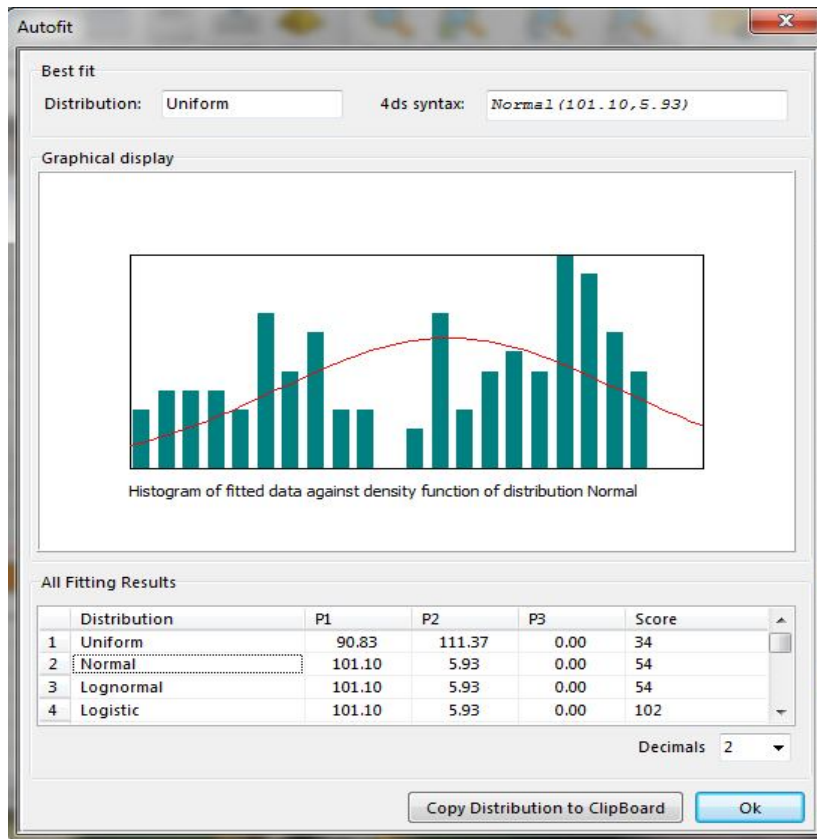 Autofit
Best fit
Distribution: Uniform 4ds syntax: Normal(101.10,5.93)
Graphical display
Histogram of fitted data against density function of distribution Normal
All Fitting Results
Distribution P1 P2 P3 Score
1 Uniform 90.83 111.37 0.00 34
2 Normal 101.10 5.93 0.00 54
3 Lognormal 101.10 5.93 0.00 54
4 Logistic 101.10 5.93 0.00 102
Decimals 2
Copy Distribution to ClipBoard Ok